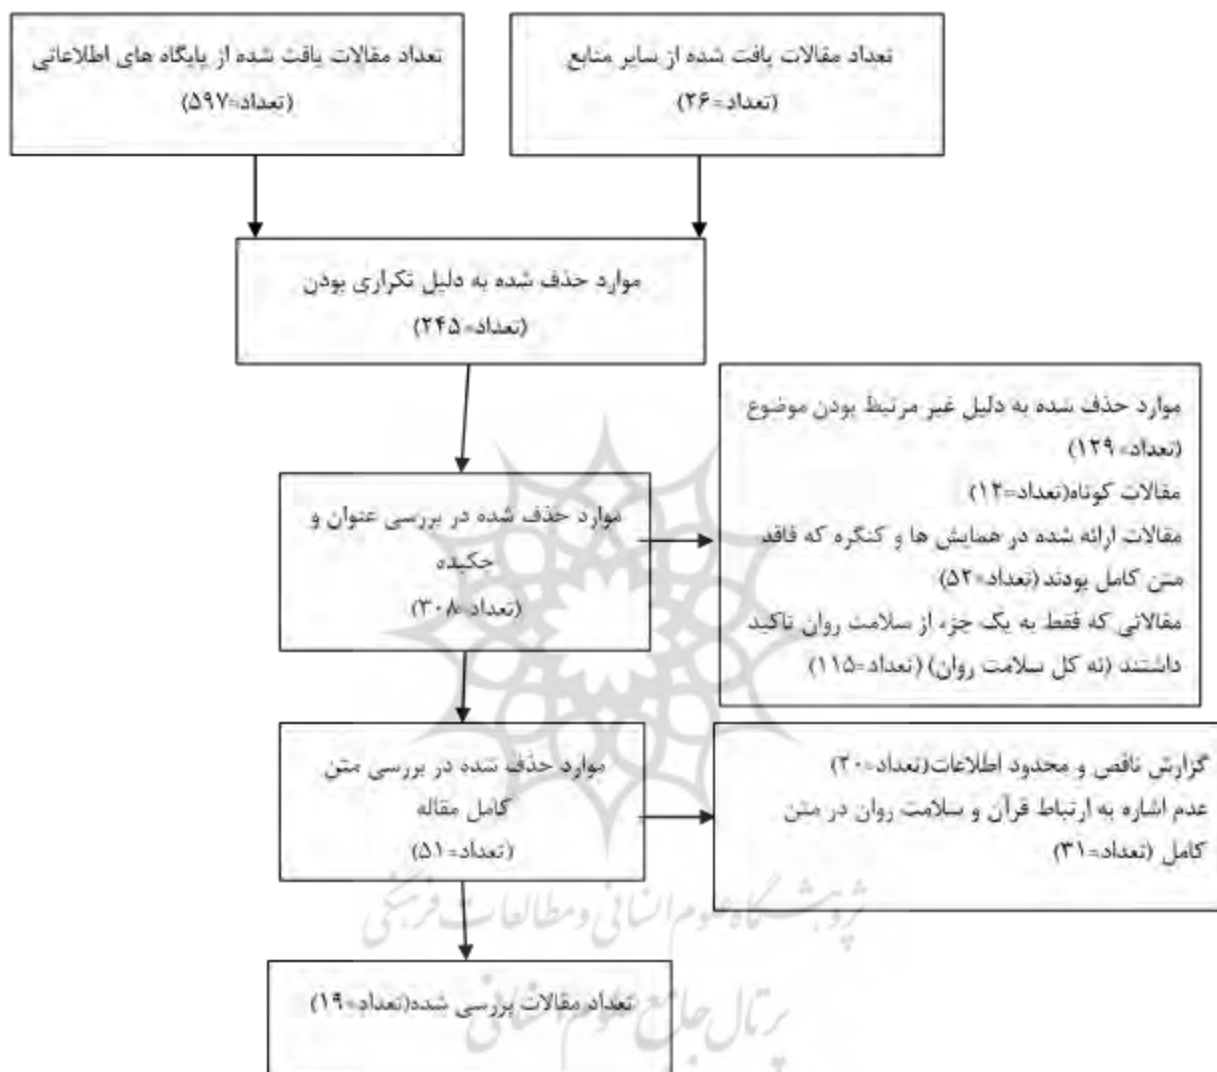 تعداد مقالات یافت شده از پایگاه های اطلاعاتی
(تعداد=۵۹۷)
تعداد مقالات یافت شده از سایر منابع
(تعداد=۲۶)
موارد حذف شده به دلیل تکراری بودن
(تعداد=۲۴۵)
موارد حذف شده در بررسی عنوان و
چکیده
(تعداد=۳۰۸)
موارد حذف شده به دلیل غیر مرتبط بودن موضوع
(تعداد=۱۲۹)
مقالات کوتاه(تعداد=۱۲)
مقالات ارائه شده در همایش ها و کنگره که فاقد
متن کامل بودند (تعداد=۵۲)
مقالاتی که فقط به یک جزء از سلامت روان تاکید
داشتند (نه کل سلامت روان) (تعداد=۱۱۵)
موارد حذف شده در بررسی متن
کامل مقاله
(تعداد=۵۱)
گزارش ناقص و محدود اطلاعات(تعداد=۲۰)
عدم اشاره به ارتباط قرآن و سلامت روان در متن
کامل (تعداد=۳۱)
پژوهشگاه علوم انسانی و مطالعات فرهنگی
تعداد مقالات بررسی شده(تعداد=۱۹)
پرتال جامع علوم انسانی